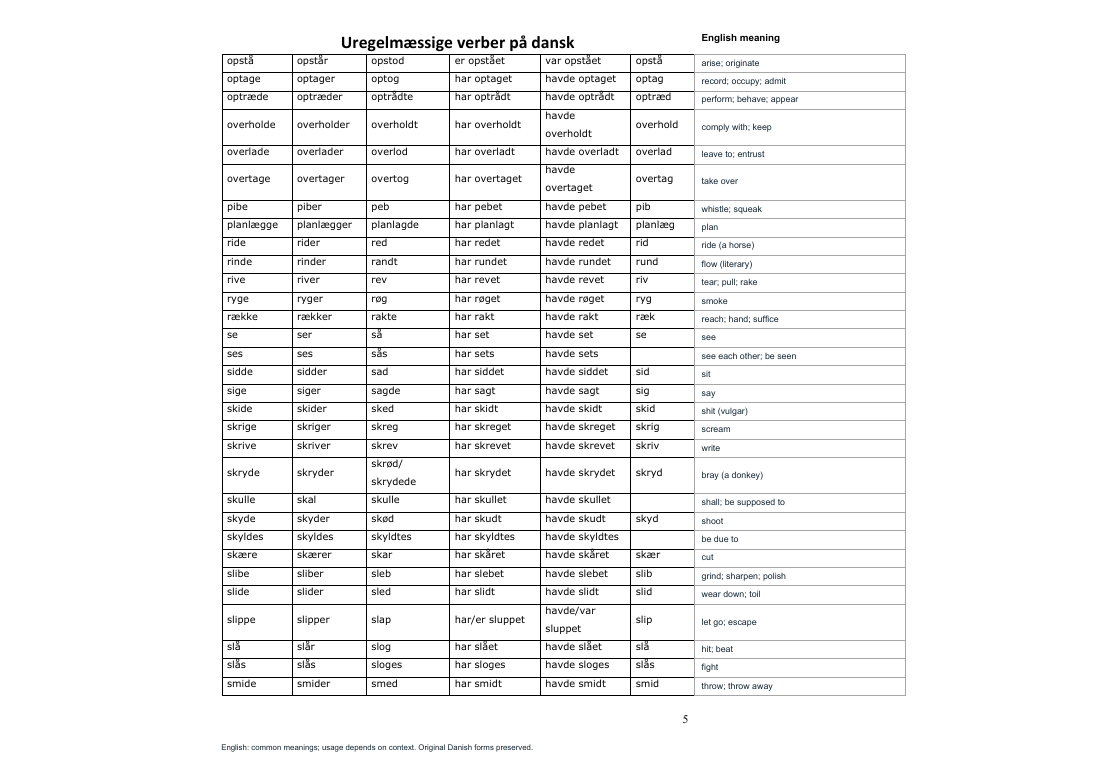 Uregelmæssige verber på dansk English meaning
opstå opstår opstod er opstået var opstået opstå arise; originate
optage optager optog har optaget havde optaget optag record; occupy; admit
optræde optræder optrådte har optrådt havde optrådt optræd perform; behave; appear
overholde overholder overholdt har overholdt havde overholdt overhold comply with; keep
overlade overlader overlod har overladt havde overladt overlad leave to; entrust
overtage overtager overtog har overtaget havde overtaget overtag take over
pibe piber peb har pebet havde pebet pib whistle; squeak
planlægge planlægger planlagde har planlagt havde planlagt planlæg plan
ride rider red har redet havde redet rid ride (a horse)
rinde rinder randt har rundet havde rundet rund flow (literary)
rive river rev har revet havde revet riv tear; pull; rake
ryge ryger røg har røget havde røget ryg smoke
række rækker rakte har rakt havde rakt ræk reach; hand; suffice
se ser så har set havde set se see
ses ses sås har sets havde sets see each other; be seen
sidde sidder sad har siddet havde siddet sid sit
sige siger sagde har sagt havde sagt sig say
skide skider sked har skidt havde skidt skid shit (vulgar)
skrige skriger skreg har skreget havde skreget skrig scream
skrive skriver skrev har skrevet havde skrevet skriv write
skryde skryder skrød/ skrydede har skrydet havde skrydet skryd bray (a donkey)
skulle skal skulle har skullet havde skullet shall; be supposed to
skyde skyder skød har skudt havde skudt skyd shoot
skyldes skyldes skyldtes har skyldtes havde skyldtes be due to
skære skærer skar har skåret havde skåret skær cut
slibe sliber sleb har slebet havde slebet slib grind; sharpen; polish
slide slider sled har slidt havde slidt slid wear down; toil
slippe slipper slap har/er sluppet havde/var sluppet slip let go; escape
slå slår slog har slået havde slået slå hit; beat
slås slås sloges har sloges havde sloges slås fight
smide smider smed har smidt havde smidt smid throw; throw away
5
English: common meanings; usage depends on context. Original Danish forms preserved.